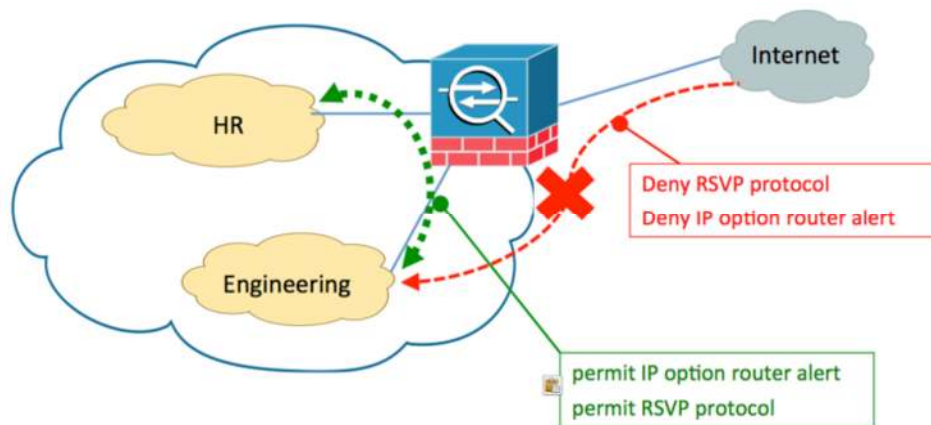 Internet
HR
Deny RSVP protocol
Deny IP option router alert
Engineering
permit IP option router alert
permit RSVP protocol